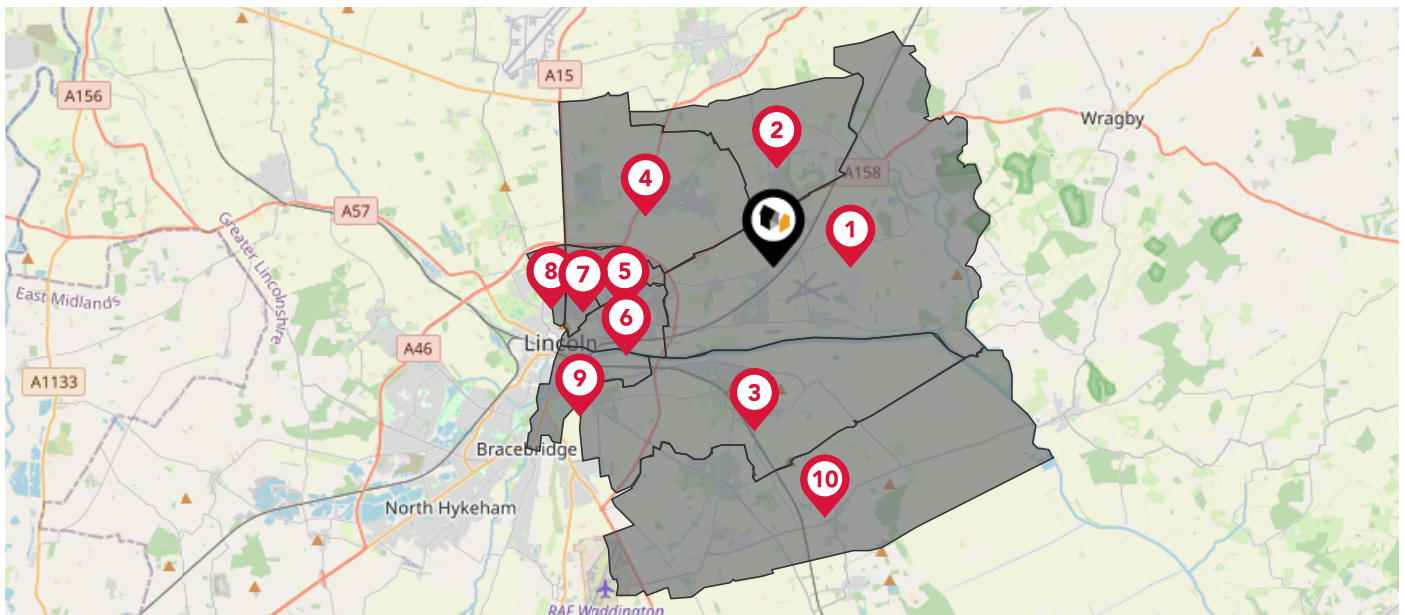 A15
A156
Wragby
2
A158
4
A57
1
Greater Lincolnshire
East Midlands
8
7
5
6
Lincoln
A46
A1133
9
3
Bracebridge
10
North Hykeham
RAF Waddington